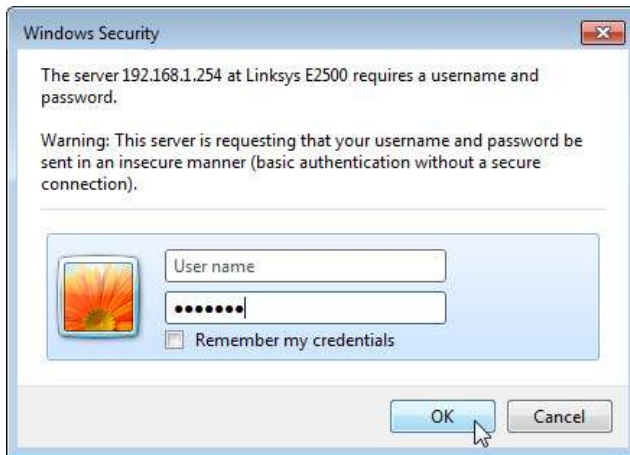 Windows Security
The server 192.168.1.254 at Linksys E2500 requires a username and
password.
Warning: This server is requesting that your username and password be
sent in an insecure manner (basic authentication without a secure
connection).
User name
●●●●●●●
Remember my credentials
OK
Cancel